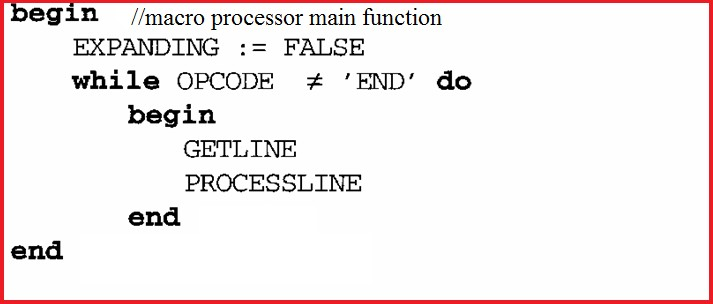 begin //macro processor main function
EXPANDING := FALSE
while OPCODE ≠ 'END' do
begin
GETLINE
PROCESSLINE
end
end